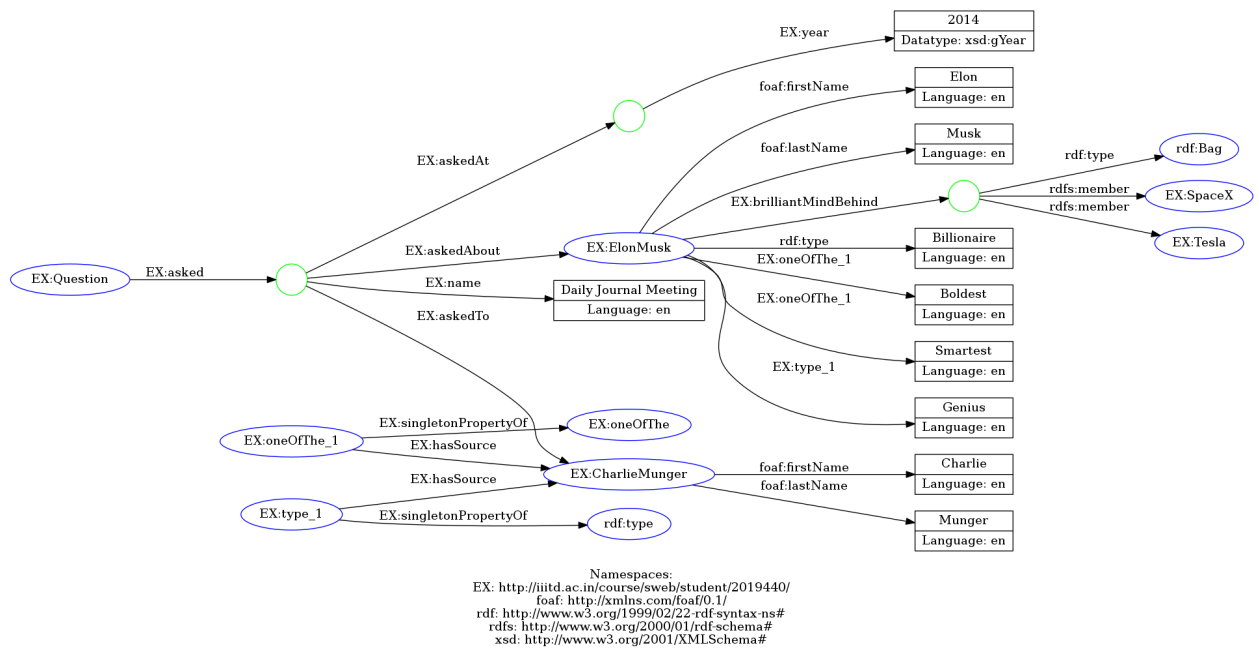 2014
EX:year
Datatype: xsd:gYear
Elon
foaf:firstName
Language: en
Musk
foaf:lastName
Language: en
rdf:Bag
rdf:type
EX:askedAt
rdfs:member
EX:SpaceX
EX:brilliantMindBehind
rdfs:member
Billionaire
rdf:type
EX:Tesla
EX:askedAbout
EX:ElonMusk
Language: en
EX:oneOfThe_1
EX:asked
EX:Question
EX:name
Daily Journal Meeting
Boldest
EX:oneOfThe_1
Language: en
Language: en
EX:askedTo
Smartest
EX:type_1
Language: en
Genius
EX:singletonPropertyOf
EX:oneOfThe
Language: en
EX:oneOfThe_1
EX:hasSource
Charlie
foaf:firstName
EX:CharlieMunger
EX:hasSource
Language: en
foaf:lastName
EX:type_1
EX:singletonPropertyOf
rdf:type
Munger
Language: en
Namespaces:
EX: http://iiitd.ac.in/course/sweb/student/2019440/
foaf: http://xmlns.com/foaf/0.1/
rdf: http://www.w3.org/1999/02/22-rdf-syntax-ns#
rdfs: http://www.w3.org/2000/01/rdf-schema#
xsd: http://www.w3.org/2001/XMLSchema#